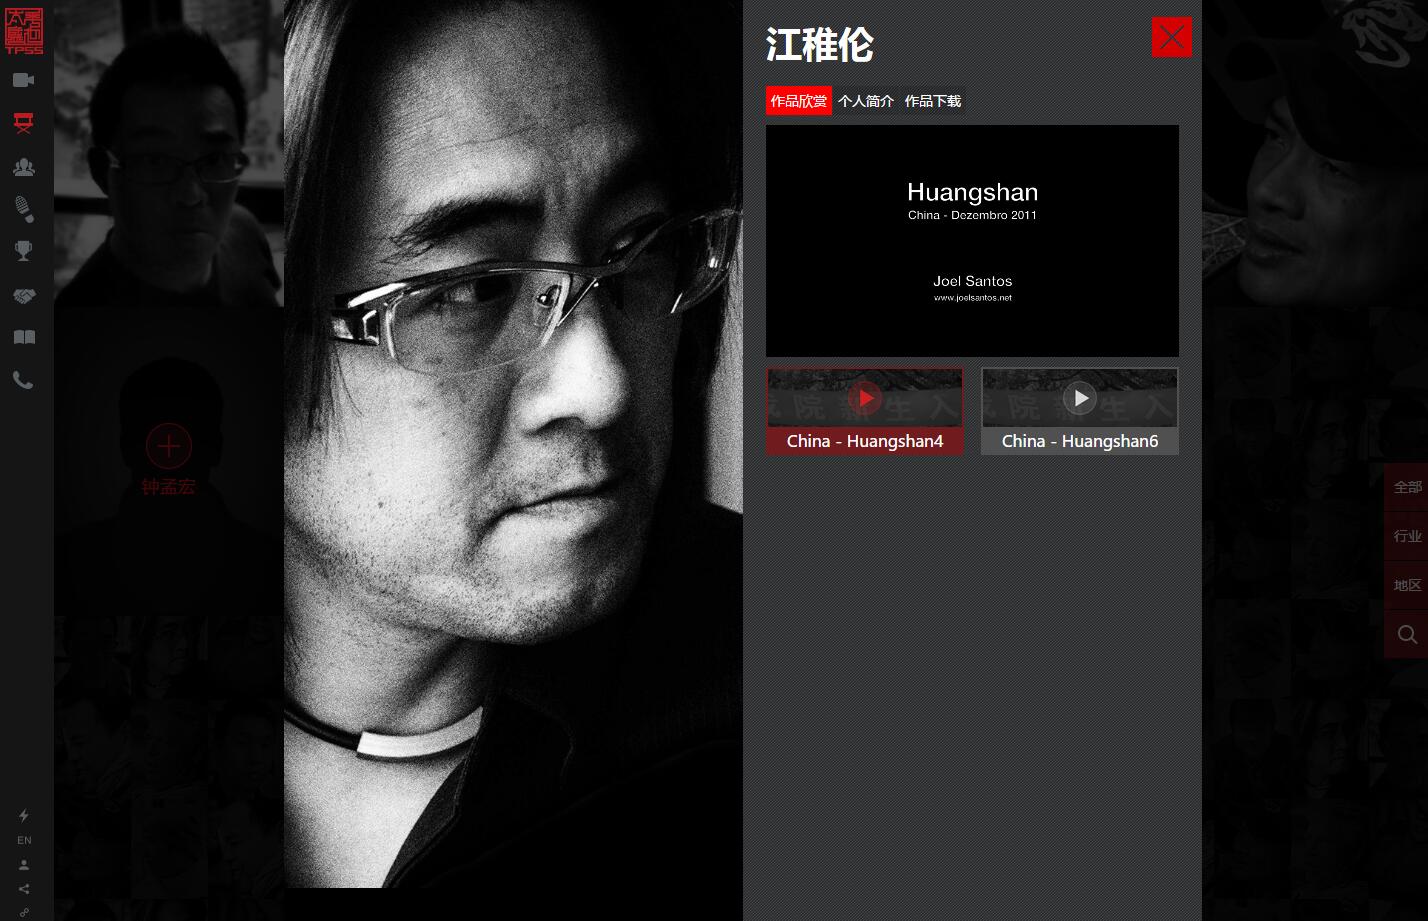 TPSS
江稚伦
作品欣赏 个人简介 作品下载
Huangshan
China - Dezembro 2011
Joel Santos
www.joelsantos.net
China - Huangshan4
China - Huangshan6
钟孟宏
全部
行业
地区
EN